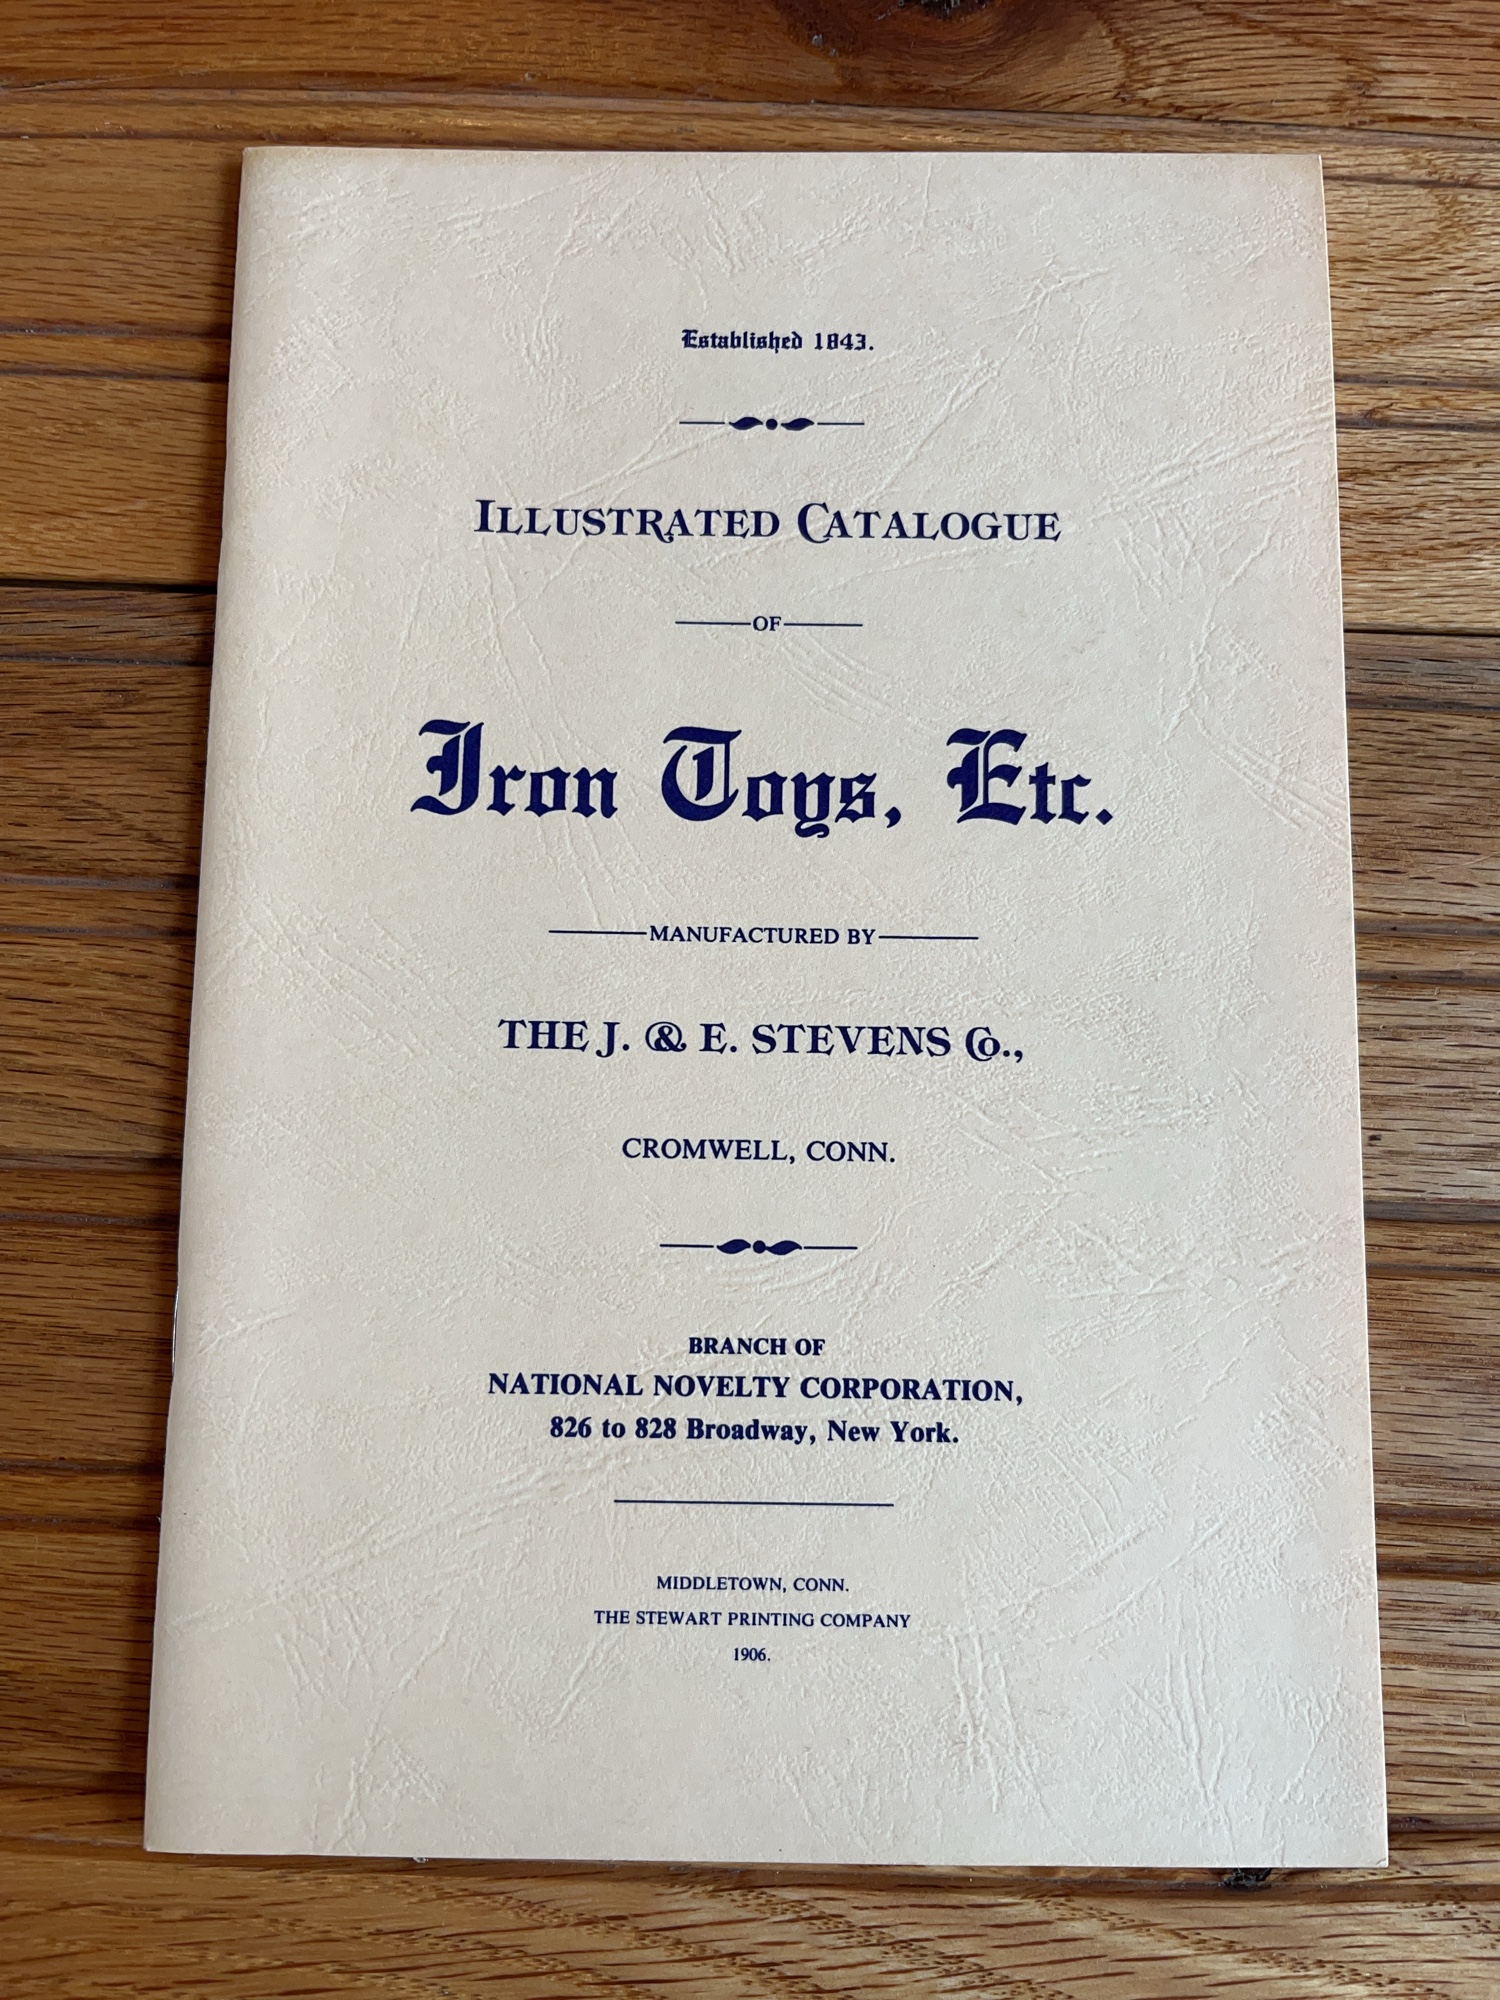 Established 1843.
ILLUSTRATED CATALOGUE
OF
Iron Toys, Etc.
MANUFACTURED BY
THE J. & E. STEVENS Co.,
CROMWELL, CONN.
BRANCH OF
NATIONAL NOVELTY CORPORATION,
826 to 828 Broadway, New York.
MIDDLETOWN, CONN.
THE STEWART PRINTING COMPANY
1906.